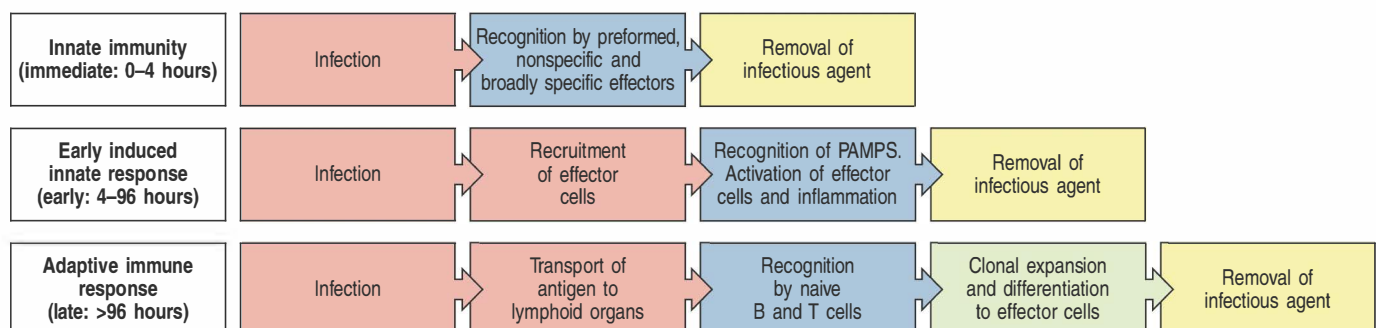 Innate immunity
(immediate: 0–4 hours)
Infection
Recognition by preformed,
nonspecific and
broadly specific effectors
Removal of
infectious agent
Early induced
innate response
(early: 4–96 hours)
Infection
Recruitment
of effector
cells
Recognition of PAMPS.
Activation of effector
cells and inflammation
Removal of
infectious agent
Adaptive immune
response
(late: >96 hours)
Infection
Transport of
antigen to
lymphoid organs
Recognition
by naive
B and T cells
Clonal expansion
and differentiation
to effector cells
Removal of
infectious agent